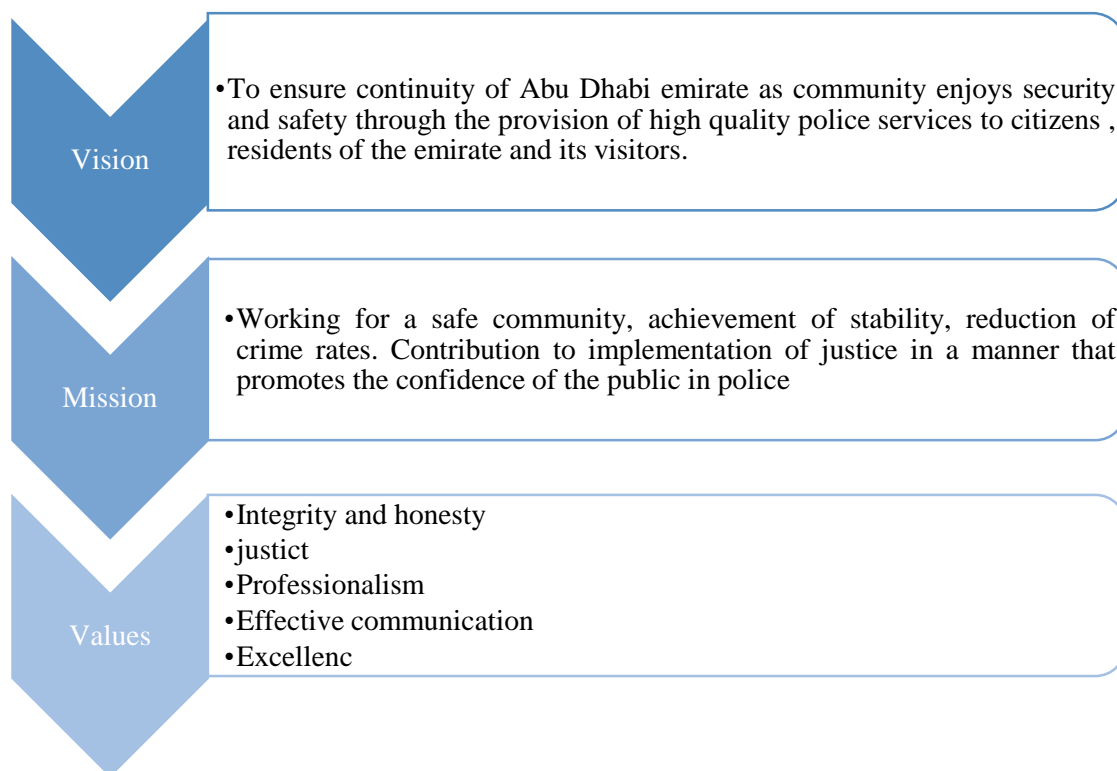 Vision
•To ensure continuity of Abu Dhabi emirate as community enjoys security
and safety through the provision of high quality police services to citizens ,
residents of the emirate and its visitors.
Mission
•Working for a safe community, achievement of stability, reduction of
crime rates. Contribution to implementation of justice in a manner that
promotes the confidence of the public in police
Values
•Integrity and honesty
•justict
•Professionalism
•Effective communication
•Excellenc